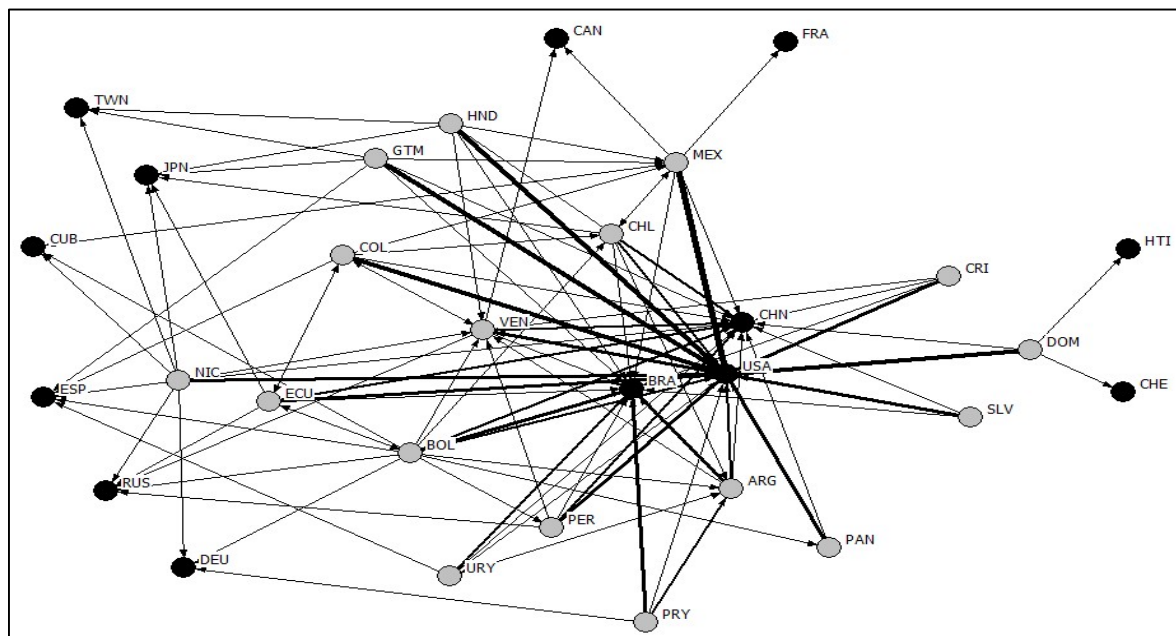 CAN
FRA
TWN
HND
GTM
MEX
JPN
CHL
CUB
COL
HTI
CRI
VEN
CHN
DOM
NIC
USA
ESP
ECU
BRA
CHE
SLV
BOL
RUS
ARG
PER
PAN
DEU
URY
PRY